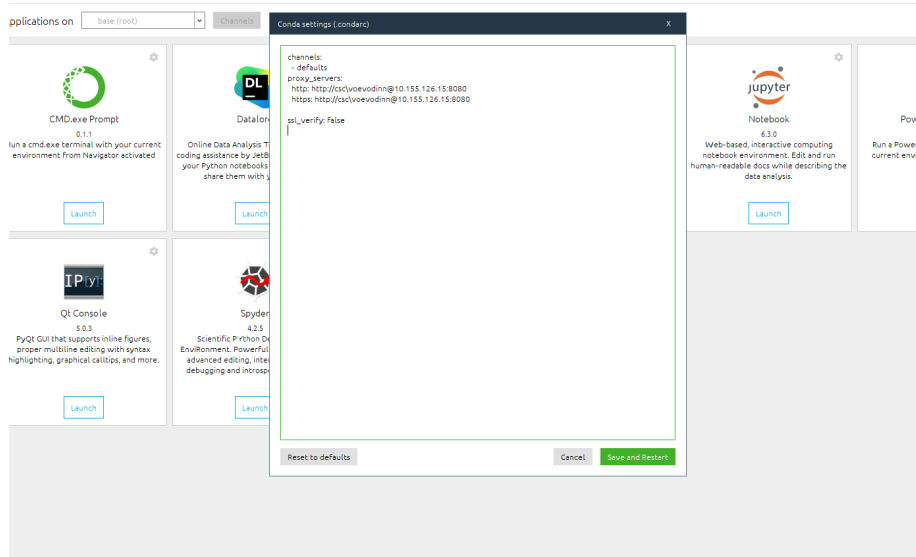 pplications on
base (root)
Channels
Conda settings (.condarc)
X
channels:
- defaults
proxy_servers:
http: http://csc\voevodinn@10.155.126.15:8080
https: http://csc\voevodinn@10.155.126.15:8080
ssl_verify: false
Reset to defaults
Cancel
Save and Restart
CMD.exe Prompt
0.1.1
Run a cmd.exe terminal with your current
environment from Navigator activated
Launch
DL
Datalor
Online Data Analysis T
coding assistance by JetB
your Python notebooks
share them with y
Launch
jupyter
Notebook
6.3.0
Web-based, interactive computing
notebook environment. Edit and run
human-readable docs while describing the
data analysis.
Launch
Pow
Run a Power
current envi
IP[y]:
Qt Console
5.0.3
PyQt GUI that supports inline figures,
proper multiline editing with syntax
highlighting, graphical calltips, and more.
Launch
Spyder
4.2.5
Scientific PYthon De
EnviRonment. Powerful
advanced editing, inte
debugging and introsp
Launch